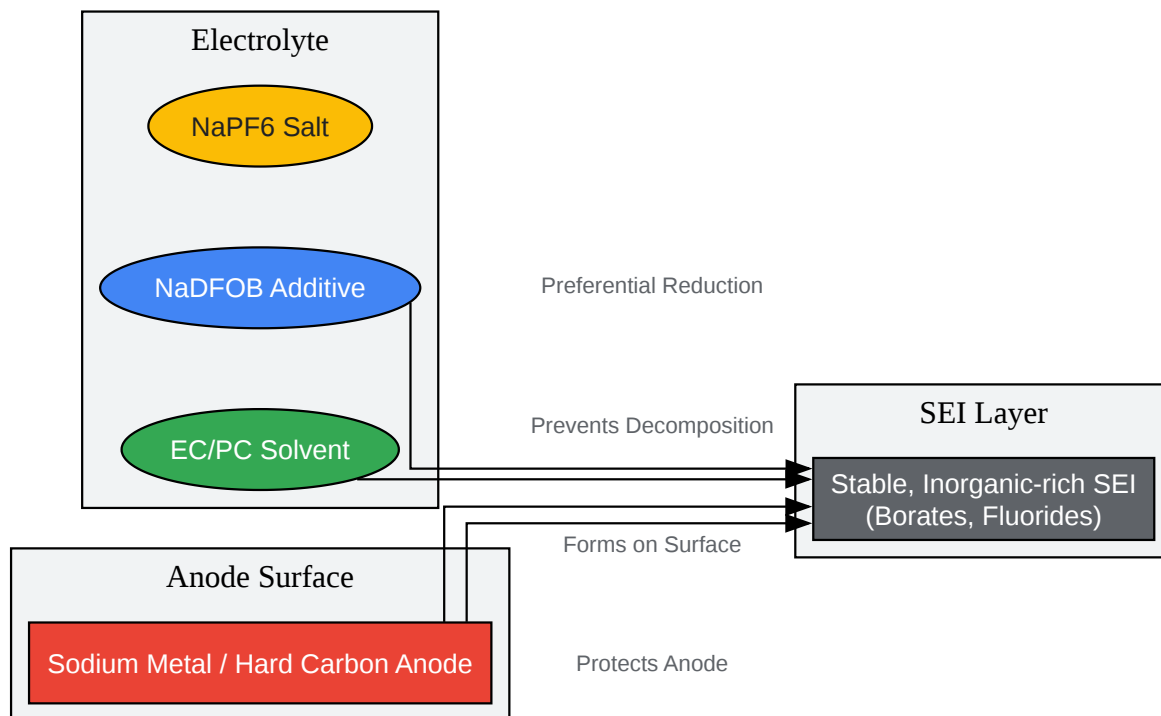 Electrolyte
NaPF6 Salt
NaDFOB Additive
Preferential Reduction
Prevents Decomposition
EC/PC Solvent
SEI Layer
Stable, Inorganic-rich SEI
(Borates, Fluorides)
Forms on Surface
Anode Surface
Sodium Metal / Hard Carbon Anode
Protects Anode